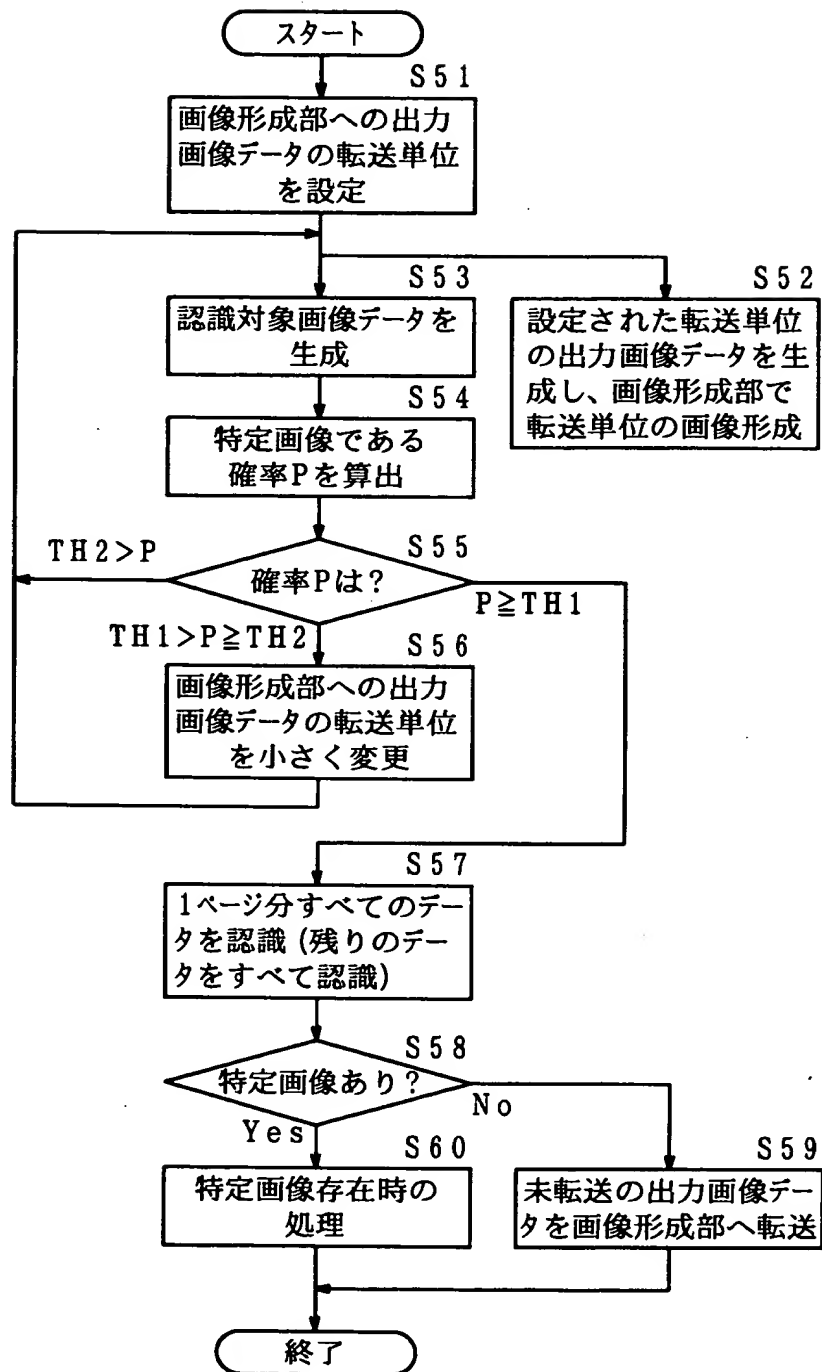 スタート
S51
画像形成部への出力
画像データの転送単位
を設定
S53
認識対象画像データを
生成
S52
設定された転送単位
の出力画像データを生
成し、画像形成部で
転送単位の画像形成
S54
特定画像である
確率Pを算出
S55
確率Pは?
TH2>P
P≧TH1
TH1>P≧TH2
S56
画像形成部への出力
画像データの転送単位
を小さく変更
S57
1ページ分すべてのデー
タを認識(残りのデー
タをすべて認識)
S58
特定画像あり?
No
Yes
S60
特定画像存在時の
処理
S59
未転送の出力画像デー
タを画像形成部へ転送
終了